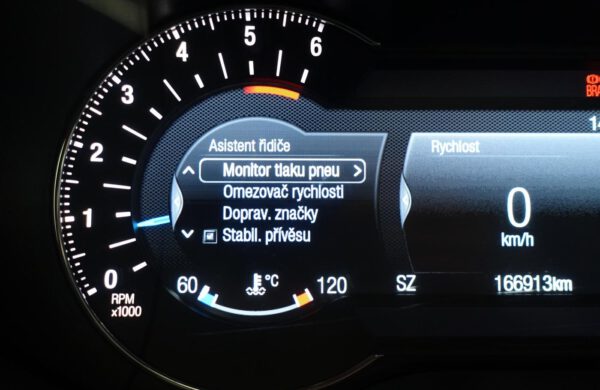 0
1
2
3
4
5
6
RPM
x1000
Asistent řidiče
Monitor tlaku pneu
Omezovač rychlosti
Doprav. značky
Stabil. přívěsu
60
°C
120
Rychlost
0
km/h
SZ
166913km